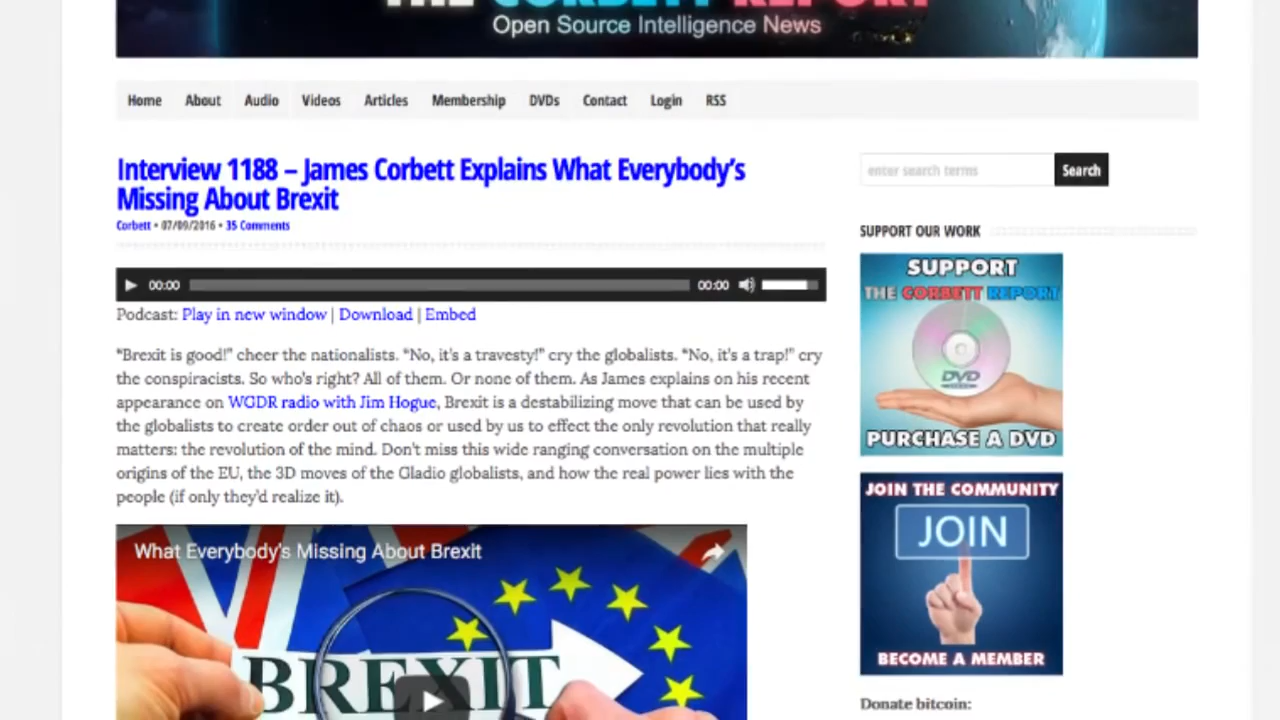 THE CORBETT REPORT
Open Source Intelligence News
Home About Audio Videos Articles Membership DVDs Contact Login RSS
Interview 1188 – James Corbett Explains What Everybody's
Missing About Brexit
Corbett • 07/09/2016 • 35 Comments
00:00 00:00
Podcast: Play in new window | Download | Embed
“Brexit is good!” cheer the nationalists. “No, it's a travesty!” cry the globalists. “No, it's a trap!” cry
the conspiracists. So who's right? All of them. Or none of them. As James explains on his recent
appearance on WGDR radio with Jim Hogue, Brexit is a destabilizing move that can be used by
the globalists to create order out of chaos or used by us to effect the only revolution that really
matters: the revolution of the mind. Don't miss this wide ranging conversation on the multiple
origins of the EU, the 3D moves of the Gladio globalists, and how the real power lies with the
people (if only they'd realize it).
What Everybody's Missing About Brexit
BREXIT
enter search terms Search
SUPPORT OUR WORK
SUPPORT
THE CORBETT REPORT
DVD
PURCHASE A DVD
JOIN THE COMMUNITY
JOIN
BECOME A MEMBER
Donate bitcoin: